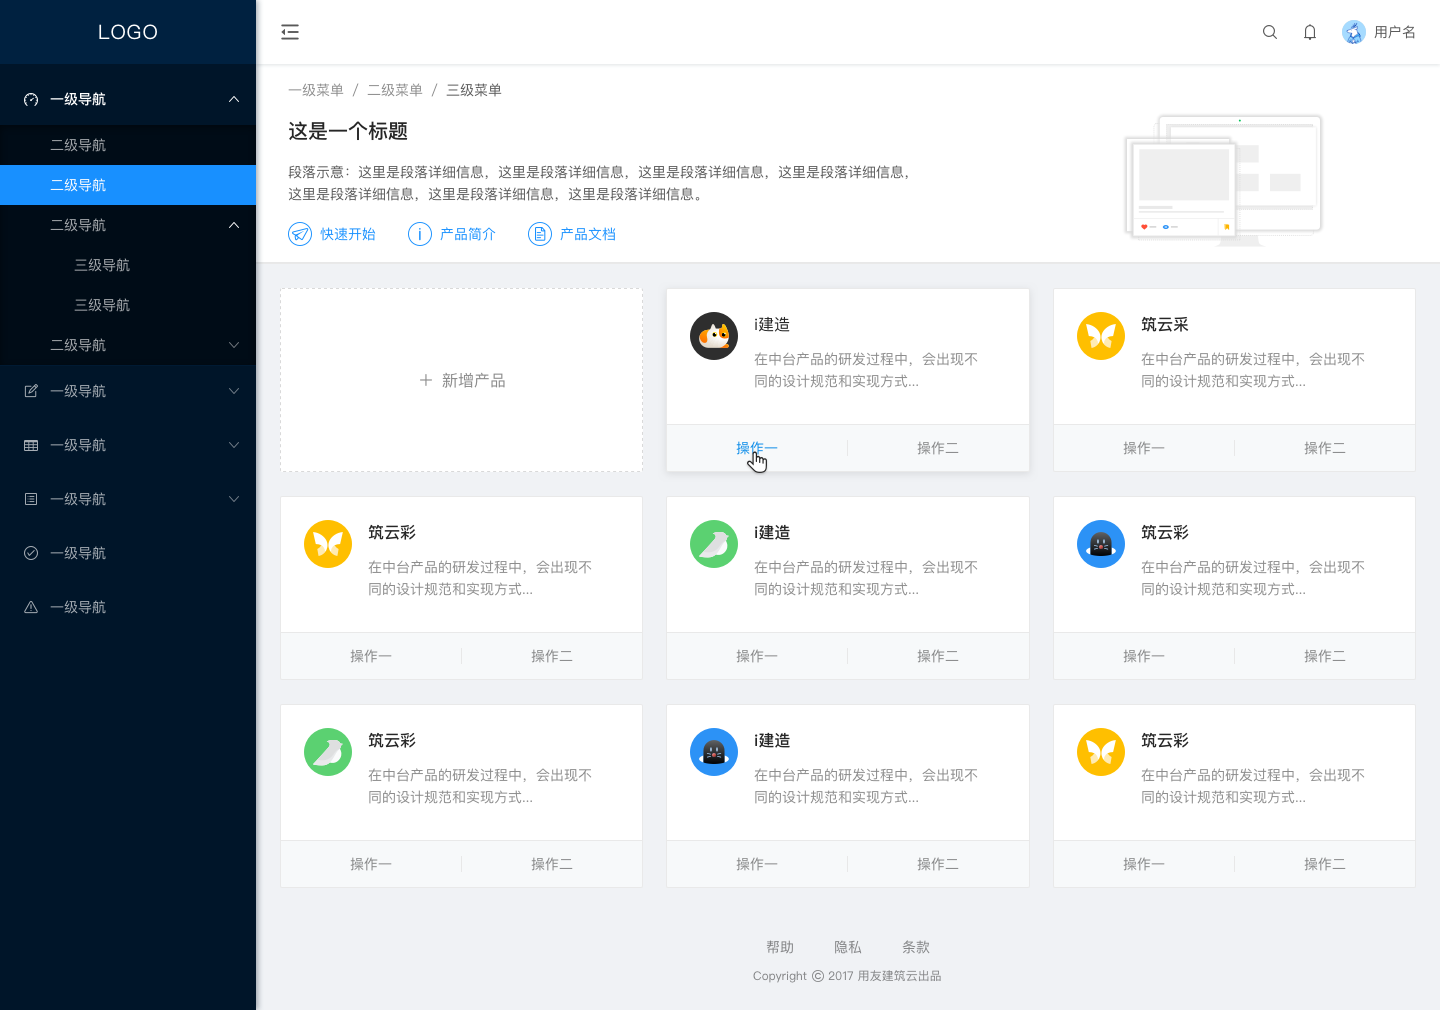 LOGO
一级导航
二级导航
二级导航
二级导航
三级导航
三级导航
二级导航
一级导航
一级导航
一级导航
一级导航
一级导航
用户名
一级菜单 / 二级菜单 / 三级菜单
这是一个标题
段落示意：这里是段落详细信息，这里是段落详细信息，这里是段落详细信息，这里是段落详细信息，
这里是段落详细信息，这里是段落详细信息，这里是段落详细信息。
快速开始 产品简介 产品文档
+ 新增产品
i建造
在中台产品的研发过程中，会出现不
同的设计规范和实现方式...
操作一 操作二
筑云采
在中台产品的研发过程中，会出现不
同的设计规范和实现方式...
操作一 操作二
筑云彩
在中台产品的研发过程中，会出现不
同的设计规范和实现方式...
操作一 操作二
i建造
在中台产品的研发过程中，会出现不
同的设计规范和实现方式...
操作一 操作二
筑云彩
在中台产品的研发过程中，会出现不
同的设计规范和实现方式...
操作一 操作二
筑云彩
在中台产品的研发过程中，会出现不
同的设计规范和实现方式...
操作一 操作二
i建造
在中台产品的研发过程中，会出现不
同的设计规范和实现方式...
操作一 操作二
筑云彩
在中台产品的研发过程中，会出现不
同的设计规范和实现方式...
操作一 操作二
帮助 隐私 条款
Copyright © 2017 用友建筑云出品